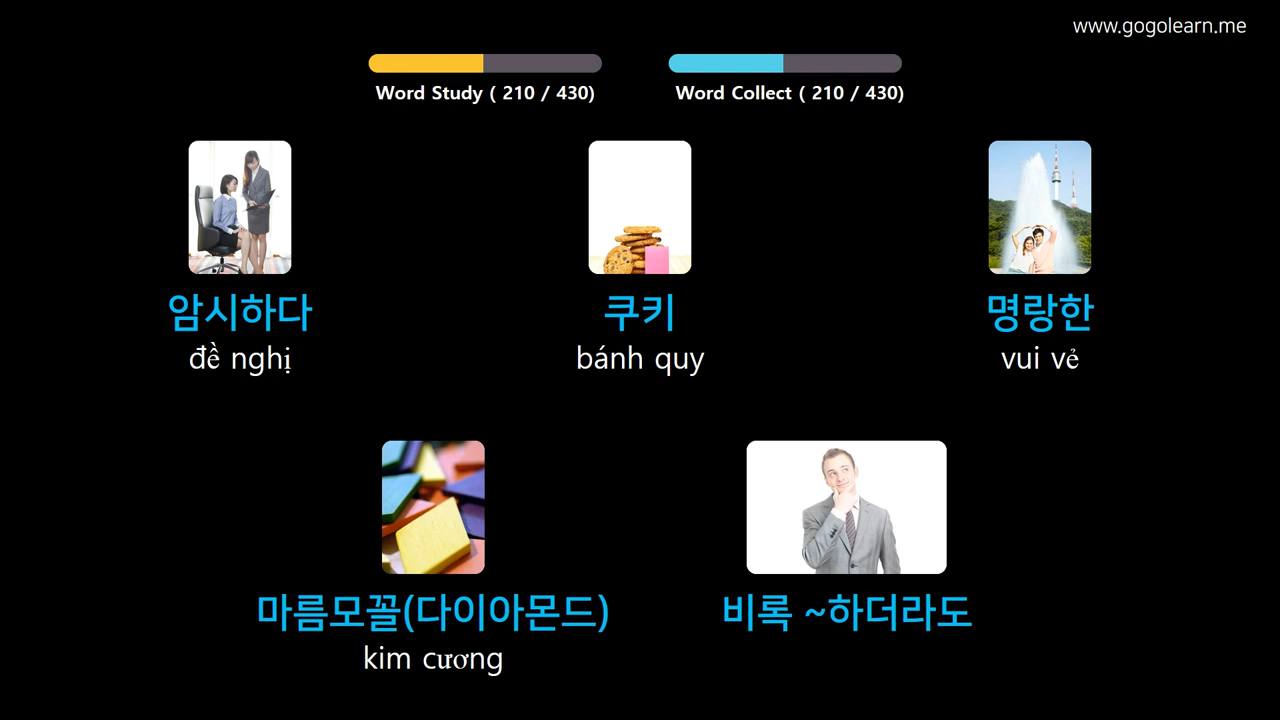 www.gogolearn.me
Word Study ( 210 / 430)
Word Collect ( 210 / 430)
암시하다
đề nghị
쿠키
bánh quy
명랑한
vui vẻ
마름모꼴(다이아몬드)
kim cương
비록 ~하더라도